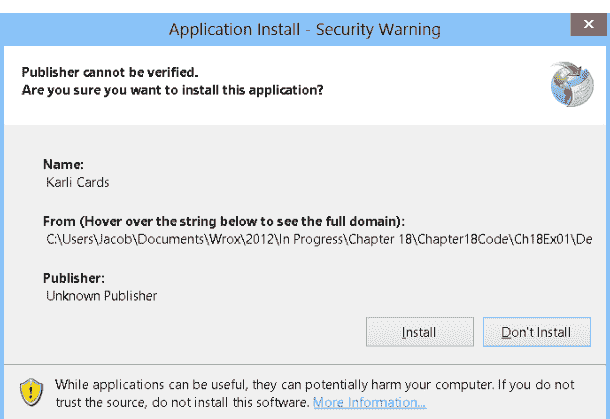 Application Install - Security Warning
Publisher cannot be verified.
Are you sure you want to install this application?
Name:
Karli Cards
From (Hover over the string below to see the full domain):
C:\Users\Jacob\Documents\Wrox\2012\In Progress\Chapter 18\Chapter18Code\Ch18Ex01\De
Publisher:
Unknown Publisher
Install
Don't Install
While applications can be useful, they can potentially harm your computer. If you do not
trust the source, do not install this software. More Information...